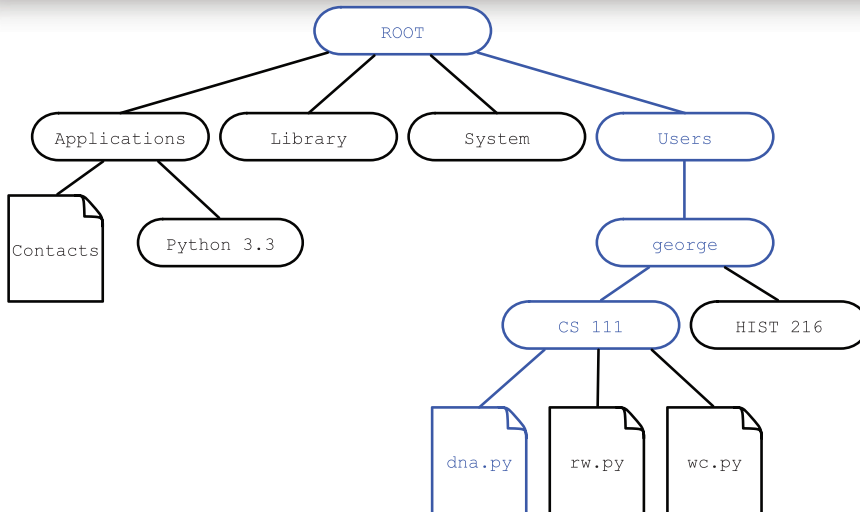 ROOT
Applications
Library
System
Users
Contacts
Python 3.3
george
CS 111
HIST 216
dna.py
rw.py
wc.py